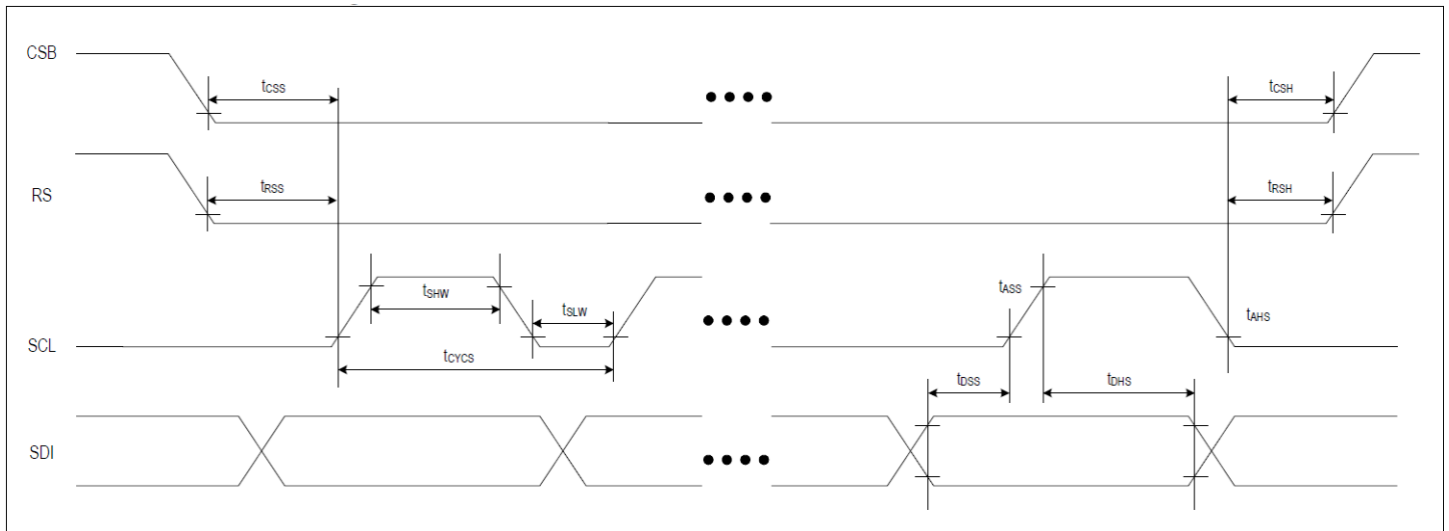 CSB
tCSS
tCSH
RS
tRSS
tRSH
tSHW
tSLW
tASS
SCL
tAHS
tCYCS
tDSS
tDHS
SDI